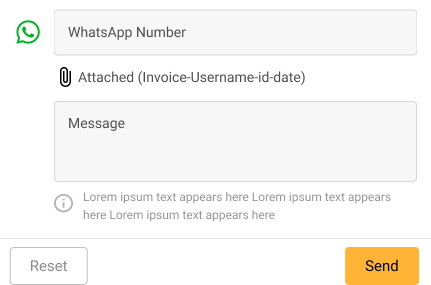 WhatsApp Number
Attached (Invoice-Username-id-date)
Message
Lorem ipsum text appears here Lorem ipsum text appears
here Lorem ipsum text appears here
Reset
Send